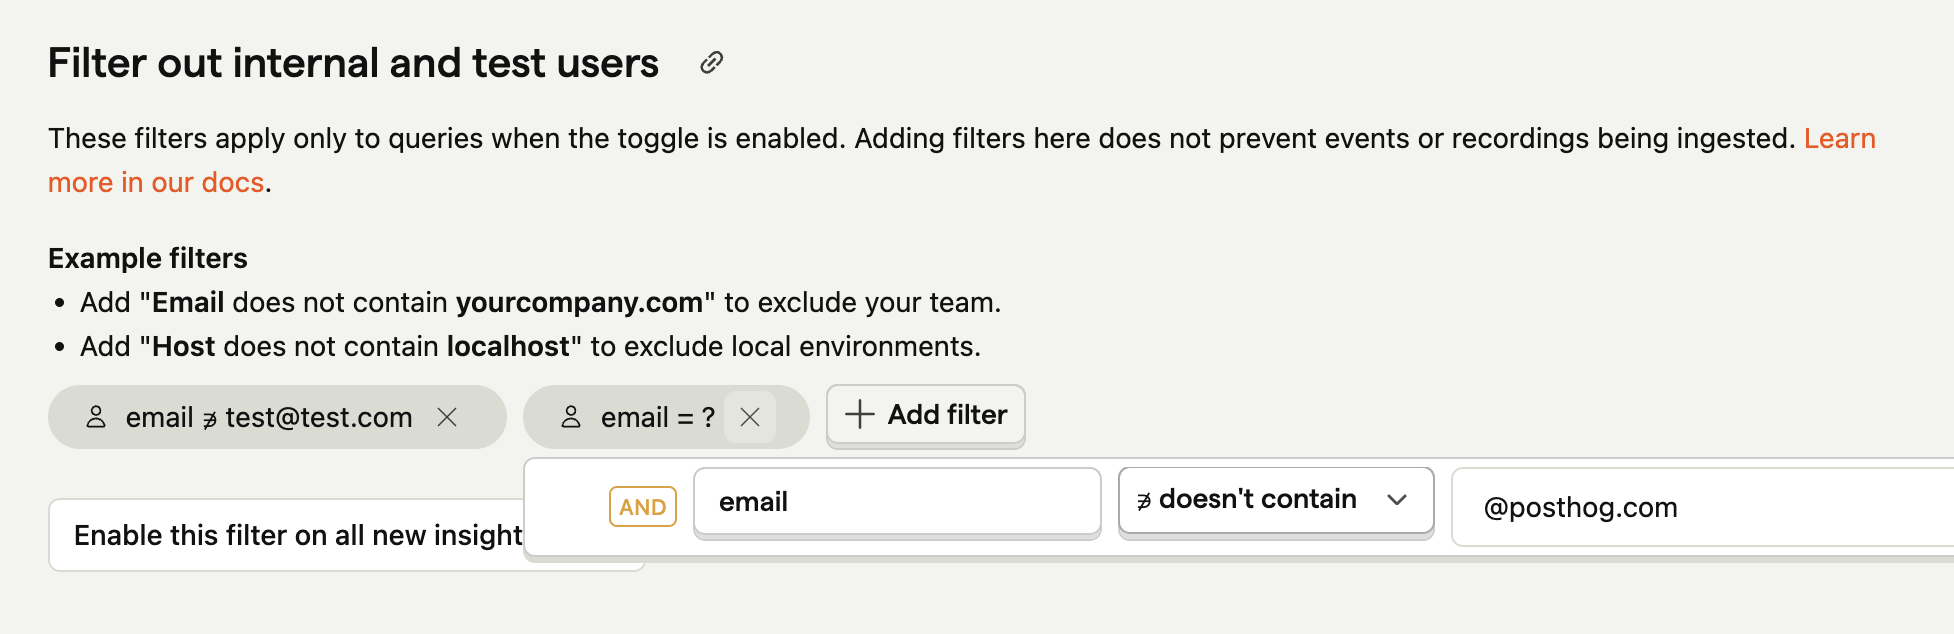 Filter out internal and test users
These filters apply only to queries when the toggle is enabled. Adding filters here does not prevent events or recordings being ingested. Learn
more in our docs.
Example filters
• Add "Email does not contain yourcompany.com" to exclude your team.
• Add "Host does not contain localhost" to exclude local environments.
email ∌ test@test.com
email = ?
Add filter
AND
email
∌ doesn't contain
@posthog.com
Enable this filter on all new insight